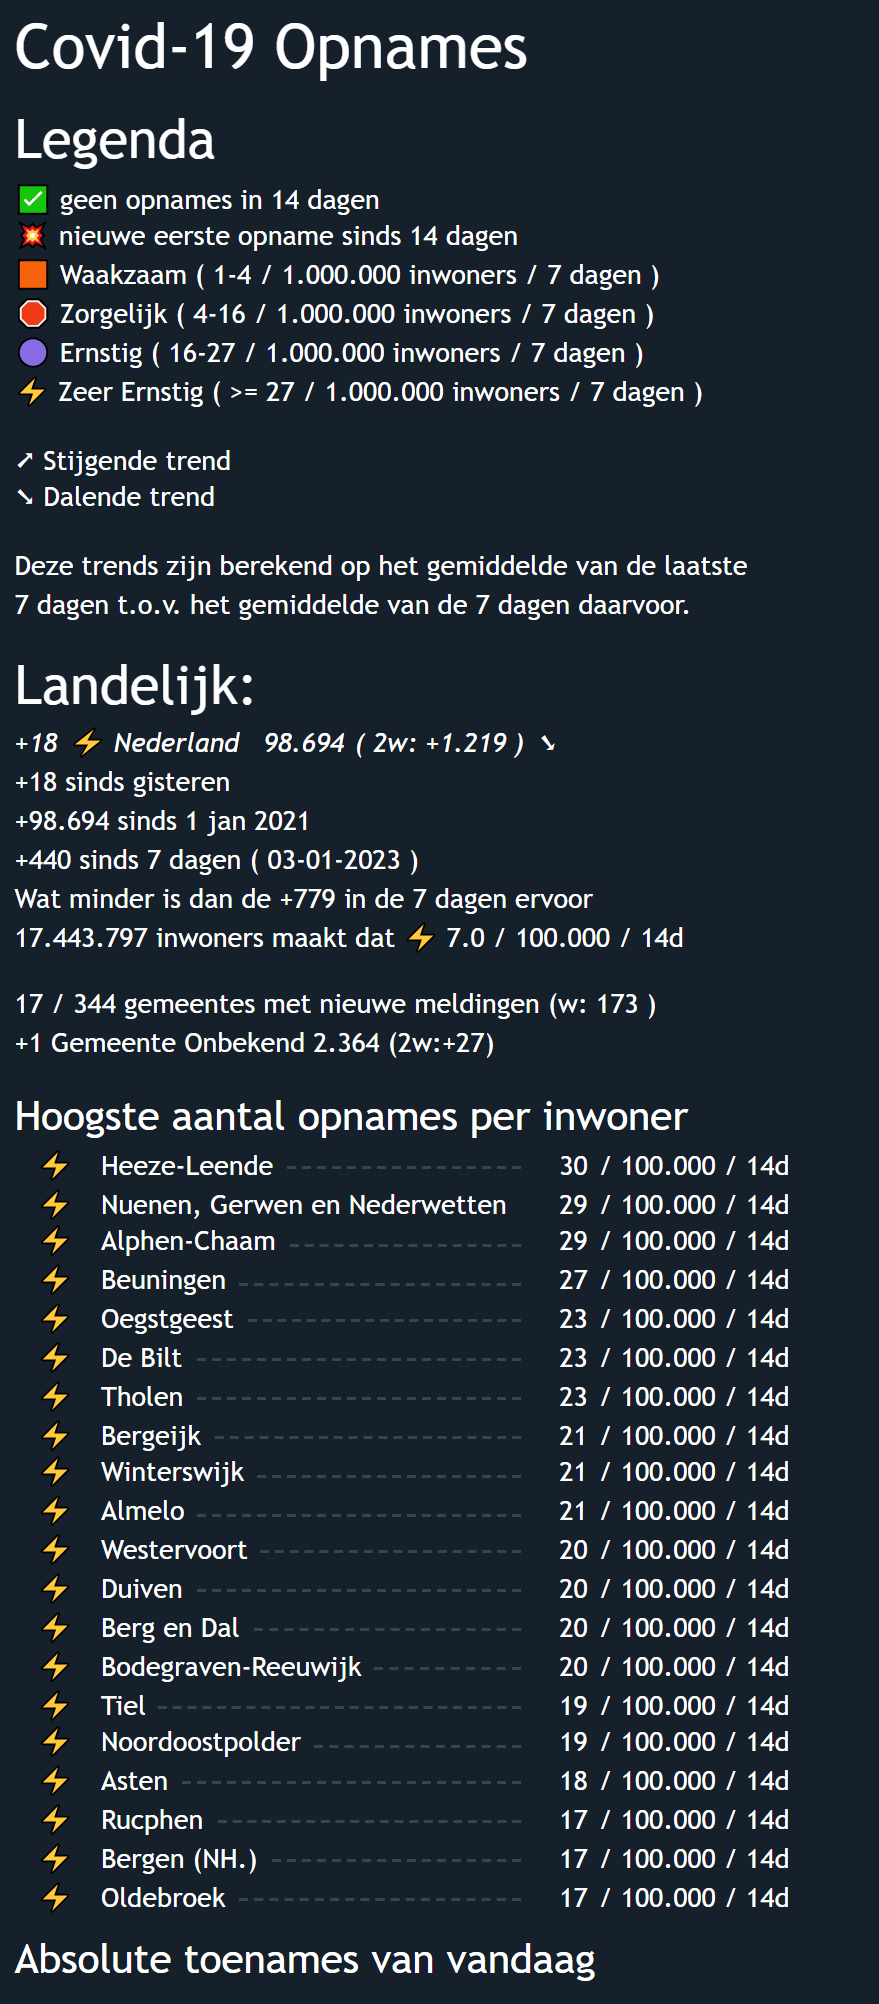 Covid-19 Opnames
Legenda
✅ geen opnames in 14 dagen
💥 nieuwe eerste opname sinds 14 dagen
🟧 Waakzaam ( 1-4 / 1.000.000 inwoners / 7 dagen )
🛑 Zorgelijk ( 4-16 / 1.000.000 inwoners / 7 dagen )
🟣 Ernstig ( 16-27 / 1.000.000 inwoners / 7 dagen )
⚡ Zeer Ernstig ( >= 27 / 1.000.000 inwoners / 7 dagen )
➚ Stijgende trend
➘ Dalende trend
Deze trends zijn berekend op het gemiddelde van de laatste
7 dagen t.o.v. het gemiddelde van de 7 dagen daarvoor.
Landelijk:
+18 ⚡ Nederland 98.694 ( 2w: +1.219 ) ➘
+18 sinds gisteren
+98.694 sinds 1 jan 2021
+440 sinds 7 dagen ( 03-01-2023 )
Wat minder is dan de +779 in de 7 dagen ervoor
17.443.797 inwoners maakt dat ⚡ 7.0 / 100.000 / 14d
17 / 344 gemeentes met nieuwe meldingen (w: 173 )
+1 Gemeente Onbekend 2.364 (2w:+27)
Hoogste aantal opnames per inwoner
⚡ Heeze-Leende 30 / 100.000 / 14d
⚡ Nuenen, Gerwen en Nederwetten 29 / 100.000 / 14d
⚡ Alphen-Chaam 29 / 100.000 / 14d
⚡ Beuningen 27 / 100.000 / 14d
⚡ Oegstgeest 23 / 100.000 / 14d
⚡ De Bilt 23 / 100.000 / 14d
⚡ Tholen 23 / 100.000 / 14d
⚡ Bergeijk 21 / 100.000 / 14d
⚡ Winterswijk 21 / 100.000 / 14d
⚡ Almelo 21 / 100.000 / 14d
⚡ Westervoort 20 / 100.000 / 14d
⚡ Duiven 20 / 100.000 / 14d
⚡ Berg en Dal 20 / 100.000 / 14d
⚡ Bodegraven-Reeuwijk 20 / 100.000 / 14d
⚡ Tiel 19 / 100.000 / 14d
⚡ Noordoostpolder 19 / 100.000 / 14d
⚡ Asten 18 / 100.000 / 14d
⚡ Rucphen 17 / 100.000 / 14d
⚡ Bergen (NH.) 17 / 100.000 / 14d
⚡ Oldebroek 17 / 100.000 / 14d
Absolute toenames van vandaag